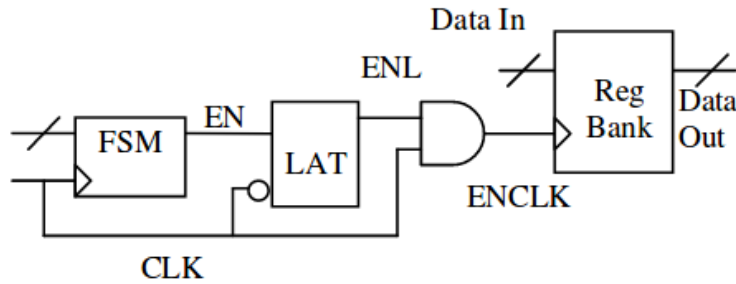 Data In
ENL
Reg
Bank
Data
Out
EN
FSM
LAT
ENCLK
CLK